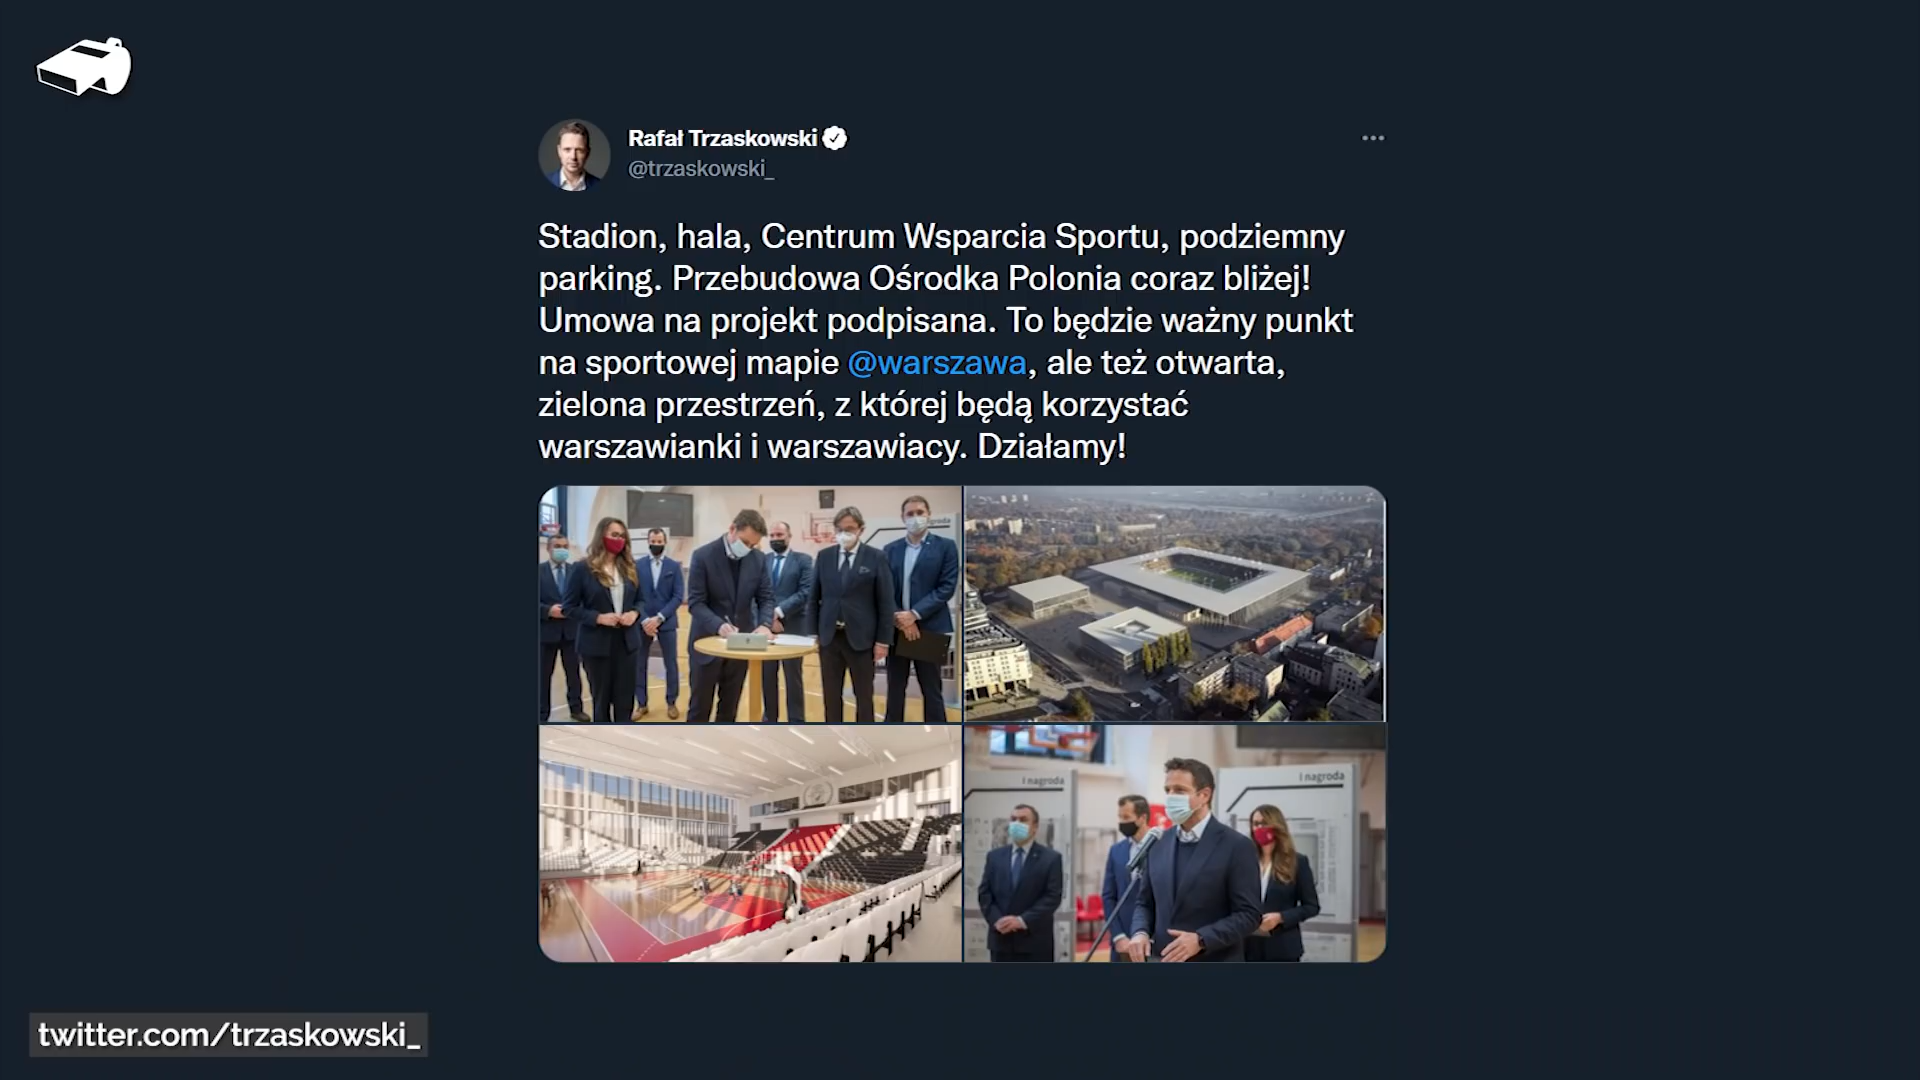 Rafał Trzaskowski
@trzaskowski_
Stadion, hala, Centrum Wsparcia Sportu, podziemny
parking. Przebudowa Ośrodka Polonia coraz bliżej!
Umowa na projekt podpisana. To będzie ważny punkt
na sportowej mapie @warszawa, ale też otwarta,
zielona przestrzeń, z której będą korzystać
warszawianki i warszawiacy. Działamy!
nagroda
I nagroda
I nagroda
twitter.com/trzaskowski_